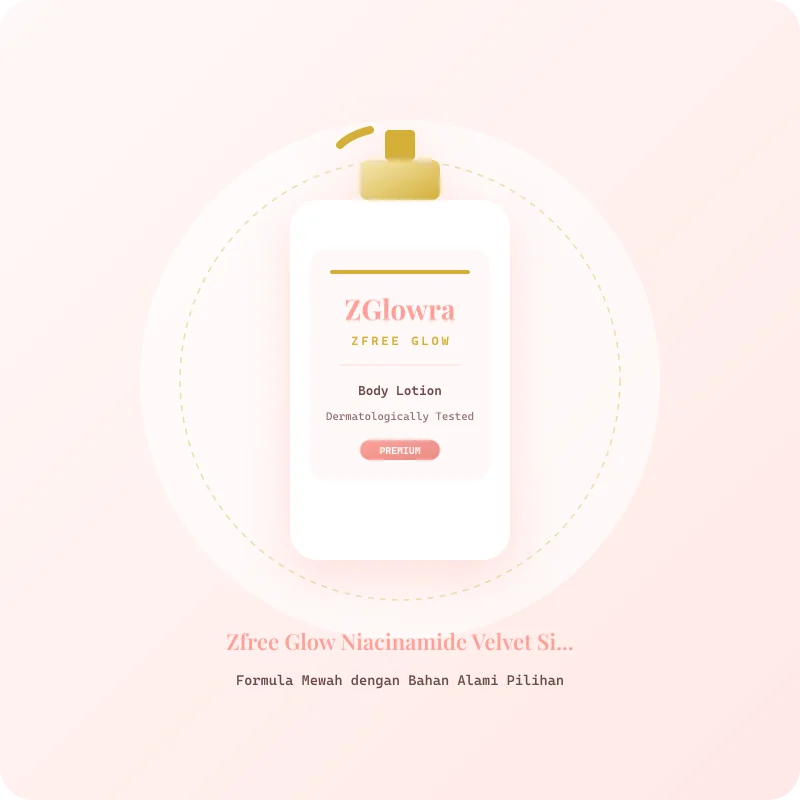 ZGlowra
ZFREE GLOW
Body Lotion
Dermatologically Tested
PREMIUM
Zfree Glow Niacinamide Velvet Si...
Formula Mewah dengan Bahan Alami Pilihan